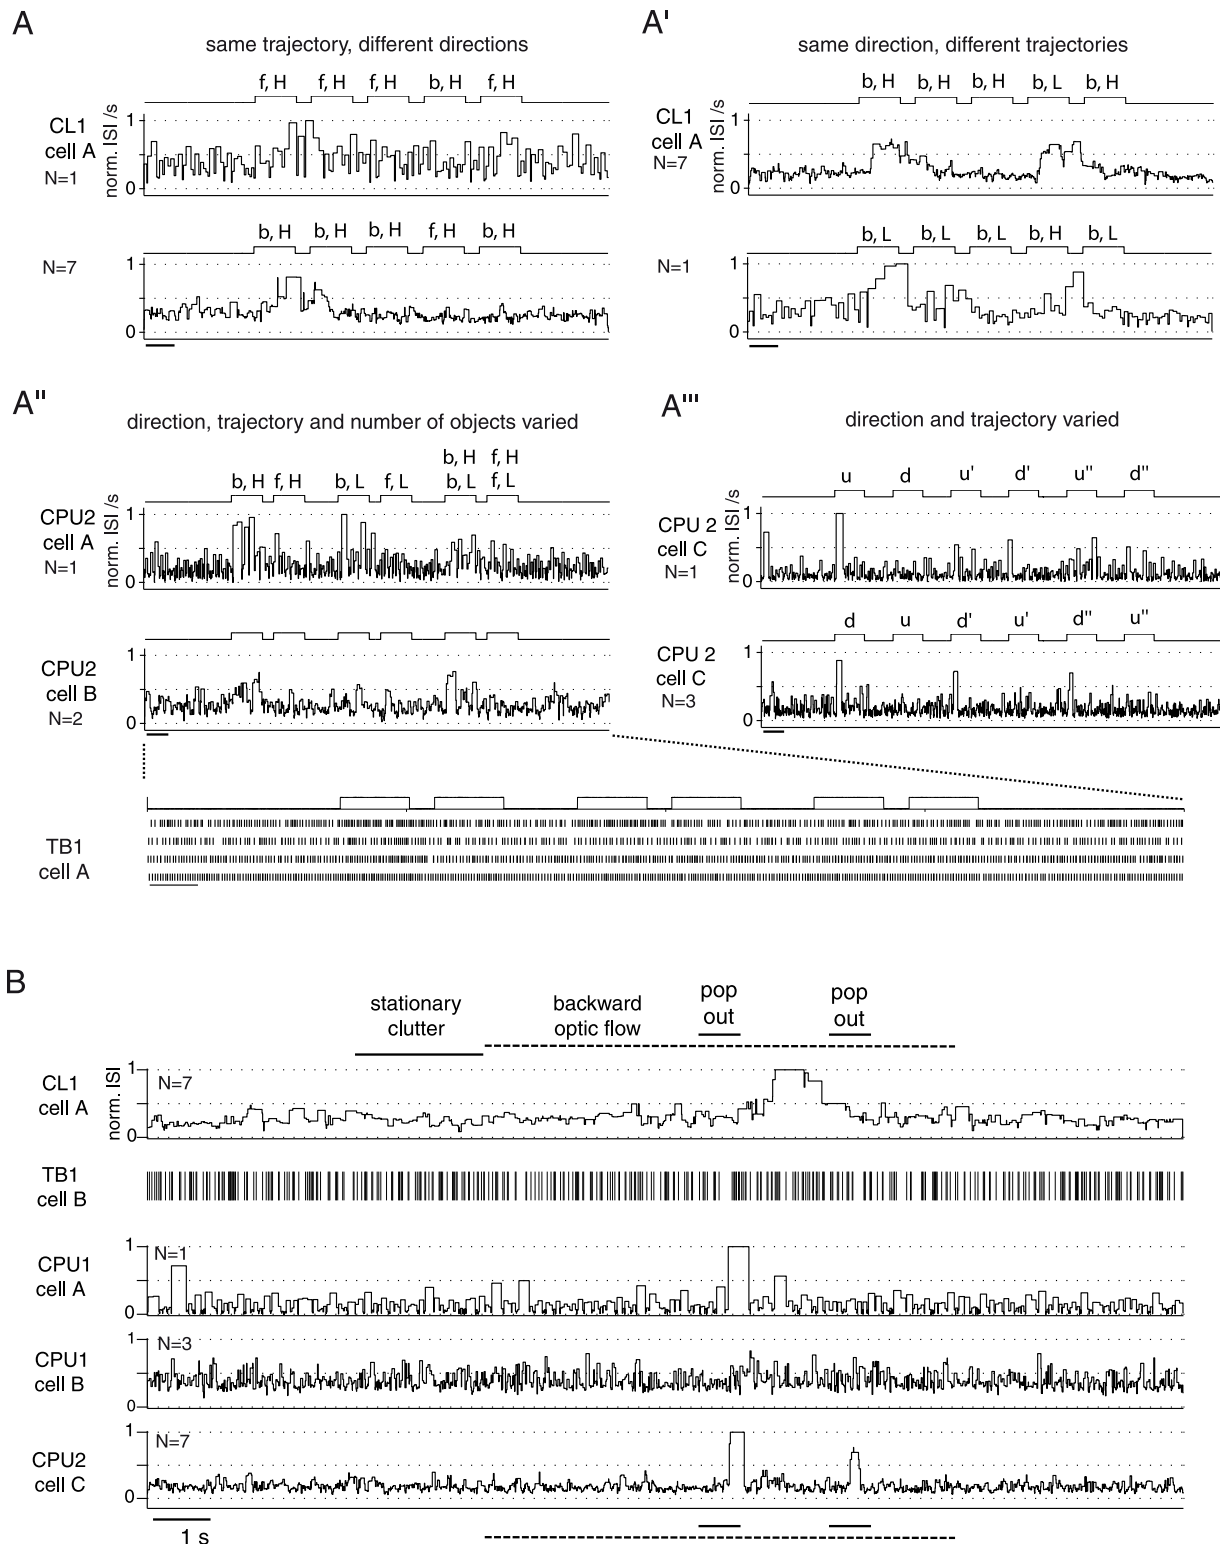 A
same trajectory, different directions
f, H f, H f, H b, H f, H
CL1
cell A
N=1
norm. ISI /s
1
0
b, H b, H b, H f, H b, H
N=7
1
0
A'
same direction, different trajectories
b, H b, H b, H b, L b, H
CL1
cell A
N=7
norm. ISI /s
1
0
b, L b, L b, L b, H b, L
N=1
1
0
A''
direction, trajectory and number of objects varied
b, H f, H
b, H f, H b, L f, L b, L f, L
CPU2
cell A
N=1
norm. ISI /s
1
0
CPU2
cell B
N=2
1
0
A'''
direction and trajectory varied
u d u' d' u'' d''
CPU 2
cell C
N=1
norm. ISI /s
1
0
d u d' u' d'' u''
CPU 2
cell C
N=3
1
0
TB1
cell A
B
stationary
clutter
backward
optic flow
pop
out
pop
out
CL1
cell A
norm. ISI
1
0
N=7
TB1
cell B
CPU1
cell A
1
0
N=1
CPU1
cell B
1
0
N=3
CPU2
cell C
1
0
N=7
1 s